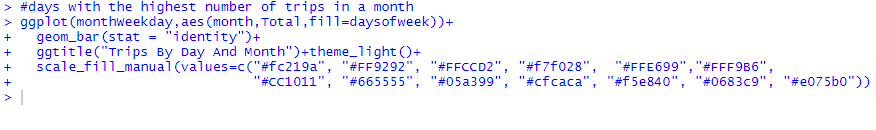 > #days with the highest number of trips in a month
> ggplot(monthweekday,aes(month,Total,fill=daysofweek))+
+   geom_bar(stat = "identity")+
+   ggtitle("Trips By Day And Month")+theme_light()+
+   scale_fill_manual(values=c("#fc219a", "#FF9292", "#FFCCD2", "#f7f028",  "#FFE699","#FFF9B6",
+                              "#CC1011", "#665555", "#05a399", "#cfcaca", "#f5e840", "#0683c9", "#e075b0"))
>